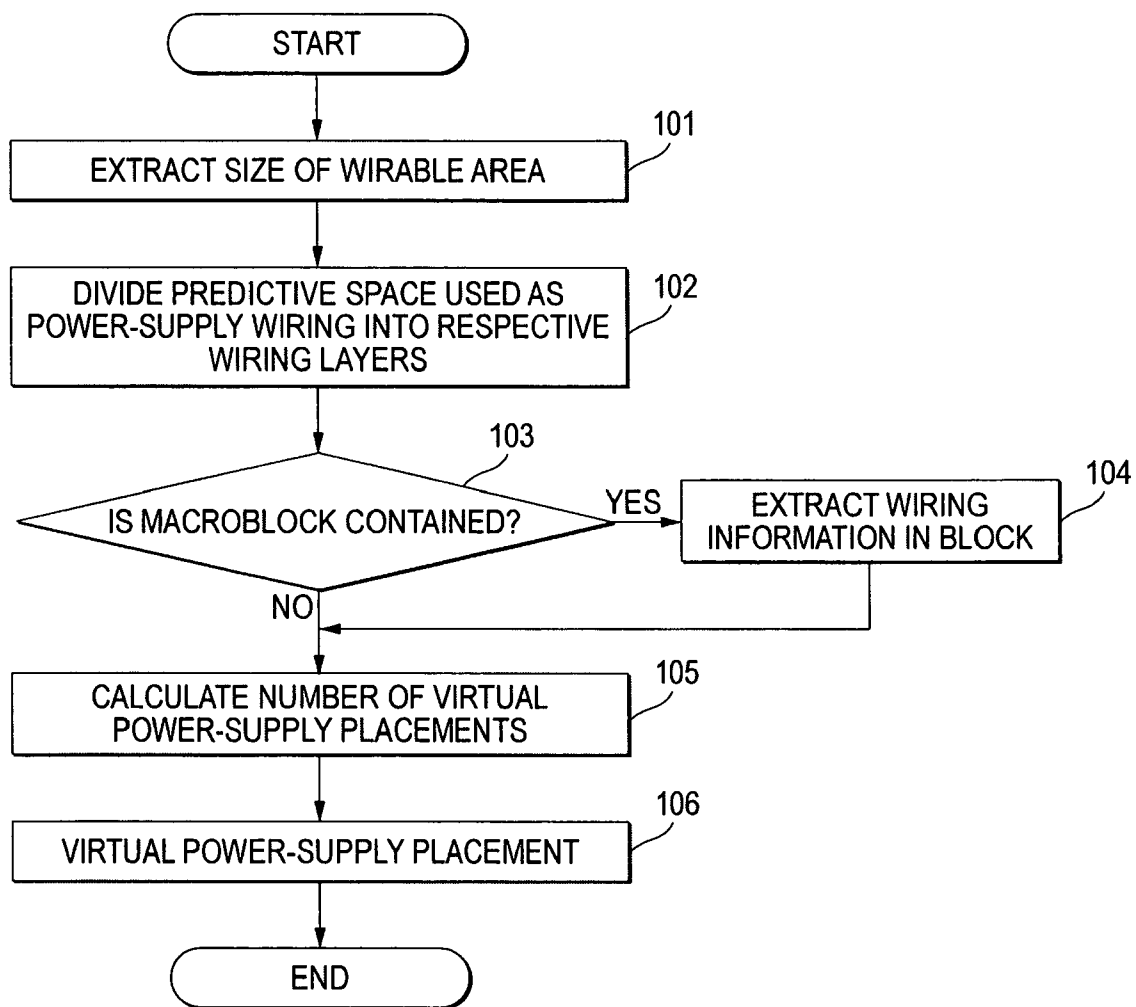 START
101
EXTRACT SIZE OF WIRABLE AREA
102
DIVIDE PREDICTIVE SPACE USED AS
POWER-SUPPLY WIRING INTO RESPECTIVE
WIRING LAYERS
103
IS MACROBLOCK CONTAINED?
YES
104
EXTRACT WIRING
INFORMATION IN BLOCK
NO
105
CALCULATE NUMBER OF VIRTUAL
POWER-SUPPLY PLACEMENTS
106
VIRTUAL POWER-SUPPLY PLACEMENT
END